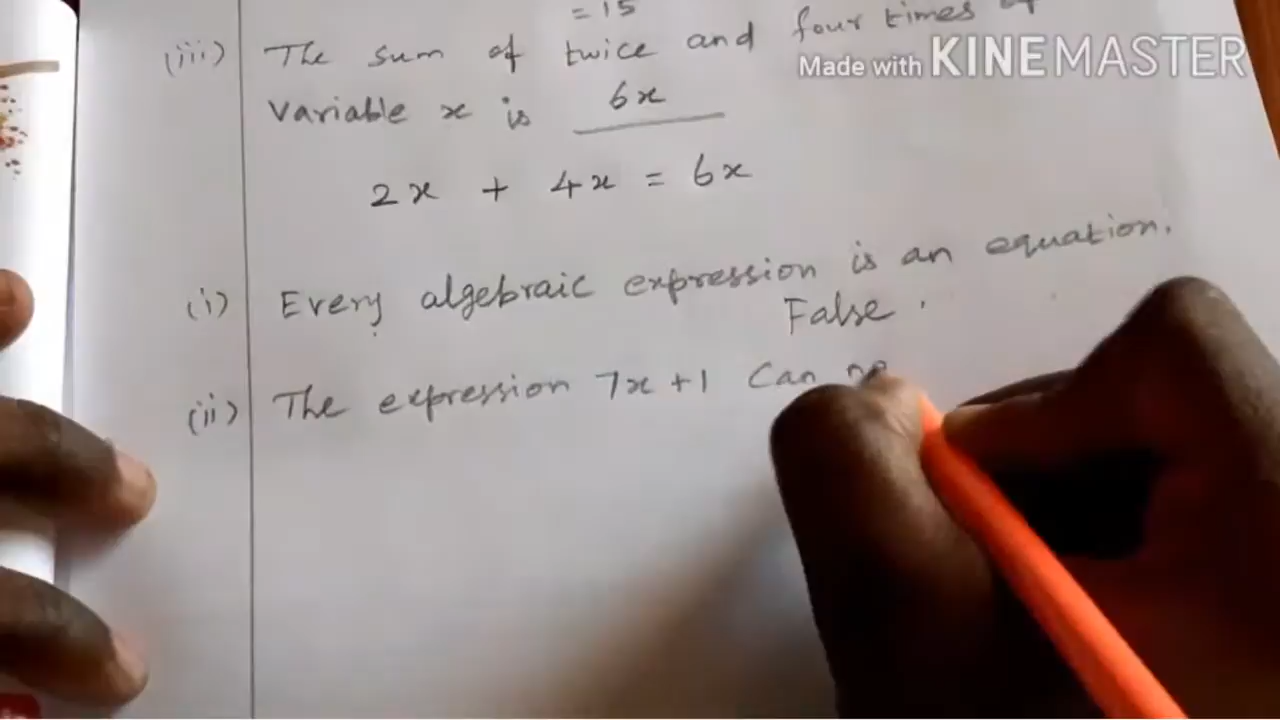 = 15
(iii) The sum of twice and four times of
Made with KINEMASTER
Variable x is 6x
2x + 4x = 6x
(i) Every algebraic expression is an equation.
False.
(ii) The expression 7x + 1 can